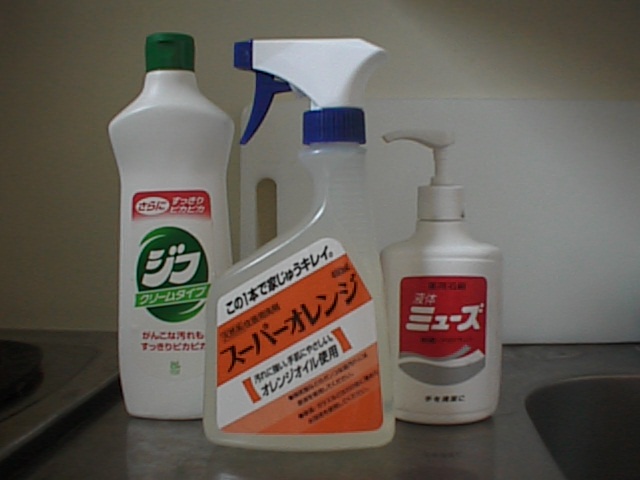 さらに すっきり
ピカピカ
ジフ
クリームタイプ
がんこな汚れも
すっきりピカピカ
この1本で家じゅうキレイ。
スーパーオレンジ
汚れに強い、手肌にやさしい
オレンジオイル使用
薬用石鹸
液体
ミューズ
手を清潔に